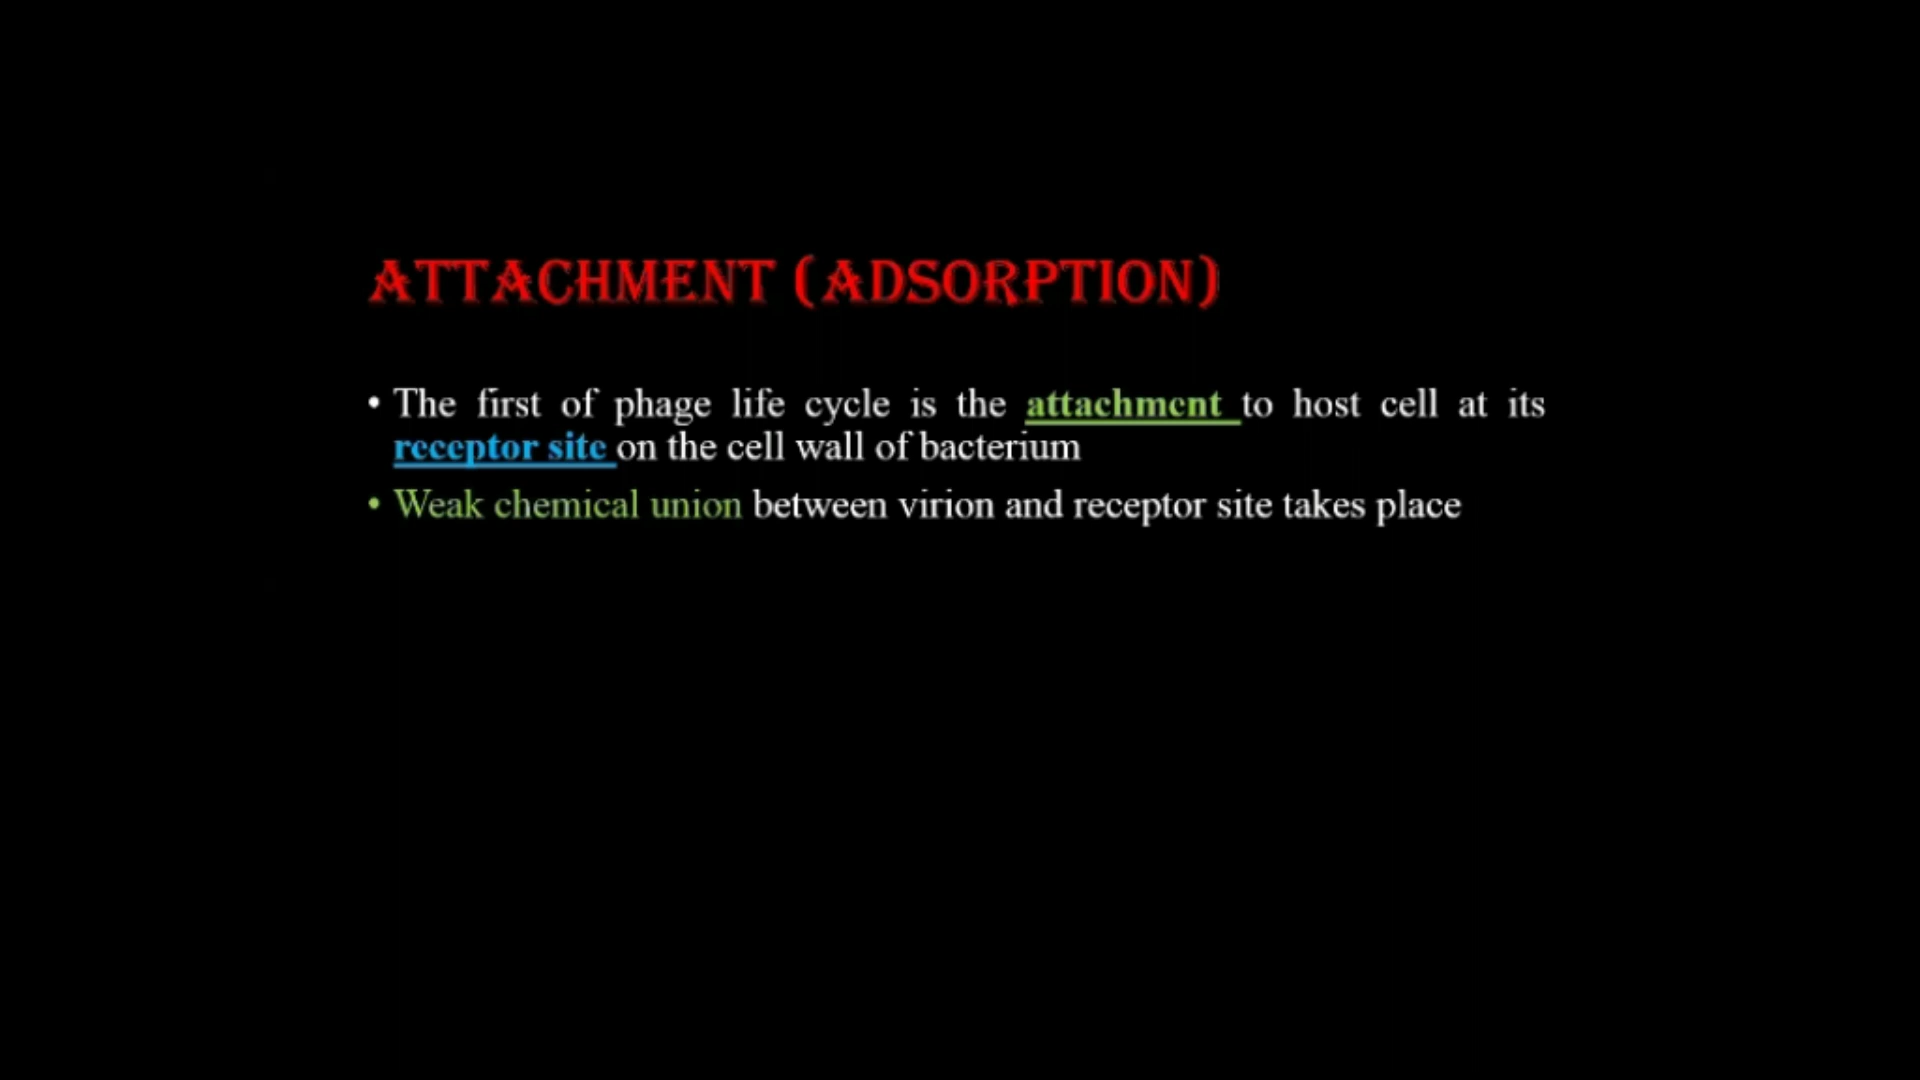 ATTACHMENT (ADSORPTION)
• The first of phage life cycle is the attachment to host cell at its
receptor site on the cell wall of bacterium
• Weak chemical union between virion and receptor site takes place